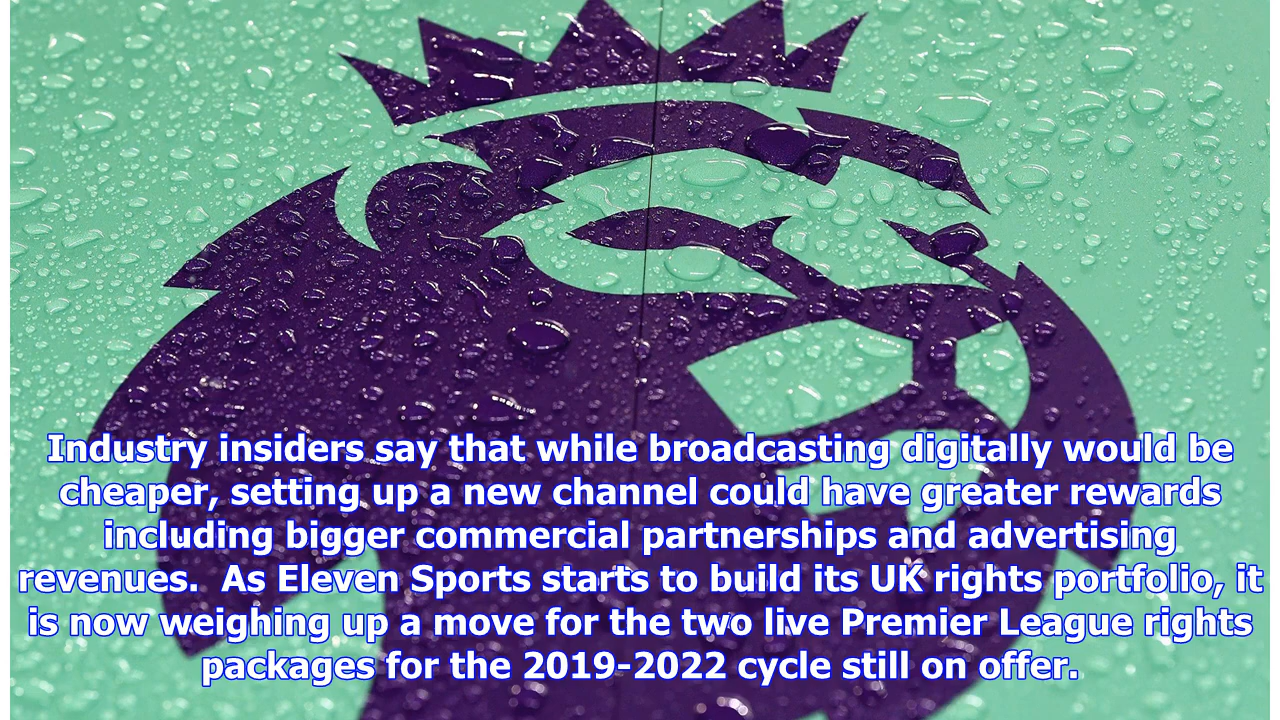 Industry insiders say that while broadcasting digitally would be
cheaper, setting up a new channel could have greater rewards
including bigger commercial partnerships and advertising
revenues.  As Eleven Sports starts to build its UK rights portfolio, it
is now weighing up a move for the two live Premier League rights
packages for the 2019-2022 cycle still on offer.